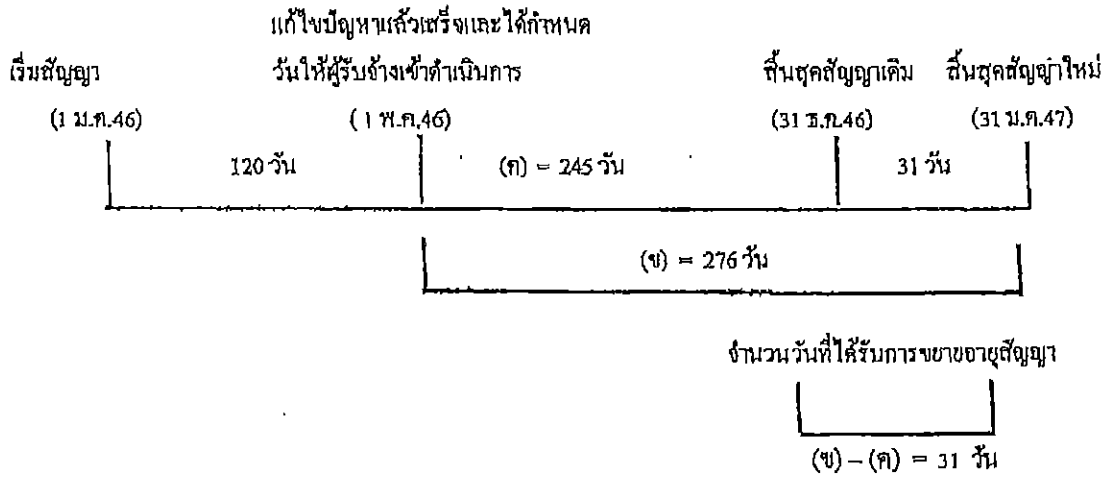 แก้ไขปัญหาแล้วเสร็จและได้กำหนด
เริ่มสัญญา วันให้ผู้รับจ้างเข้าดำเนินการ สิ้นสุดสัญญาเดิม สิ้นสุดสัญญาใหม่
(1 ม.ค.46) (1 พ.ค.46) (31 ธ.ค.46) (31 ม.ค.47)
120 วัน (ค) = 245 วัน 31 วัน
(ข) = 276 วัน
จำนวนวันที่ได้รับการขยายอายุสัญญา
(ข) – (ค) = 31 วัน